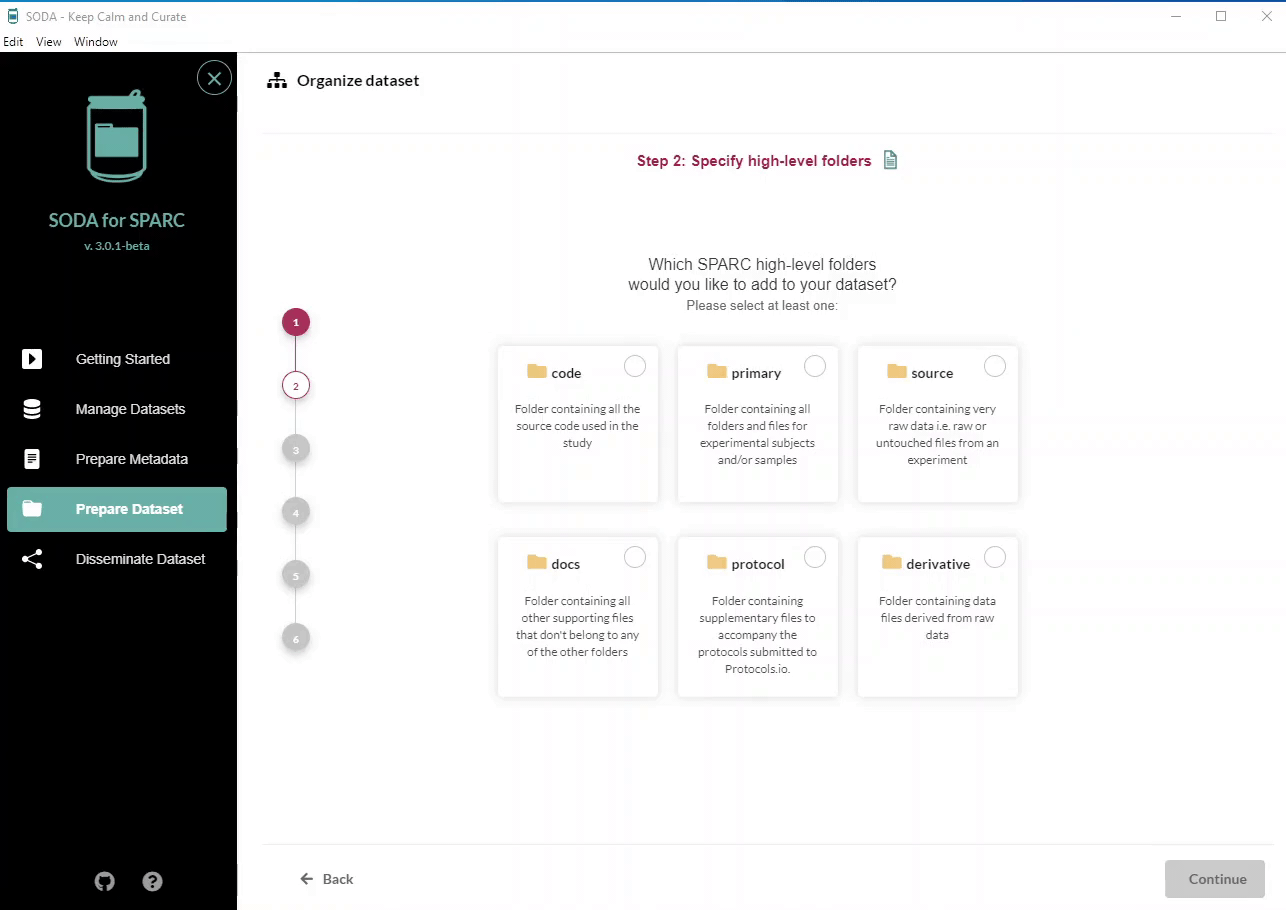 SODA - Keep Calm and Curate
Edit View Window
SODA for SPARC
v. 3.0.1-beta
Getting Started
Manage Datasets
Prepare Metadata
Prepare Dataset
Disseminate Dataset
Organize dataset
Step 2: Specify high-level folders
1
2
3
4
5
6
Which SPARC high-level folders
would you like to add to your dataset?
Please select at least one:
code
Folder containing all the
source code used in the
study
primary
Folder containing all
folders and files for
experimental subjects
and/or samples
source
Folder containing very
raw data i.e. raw or
untouched files from an
experiment
docs
Folder containing all
other supporting files
that don't belong to any
of the other folders
protocol
Folder containing
supplementary files to
accompany the
protocols submitted to
Protocols.io.
derivative
Folder containing data
files derived from raw
data
Back
Continue